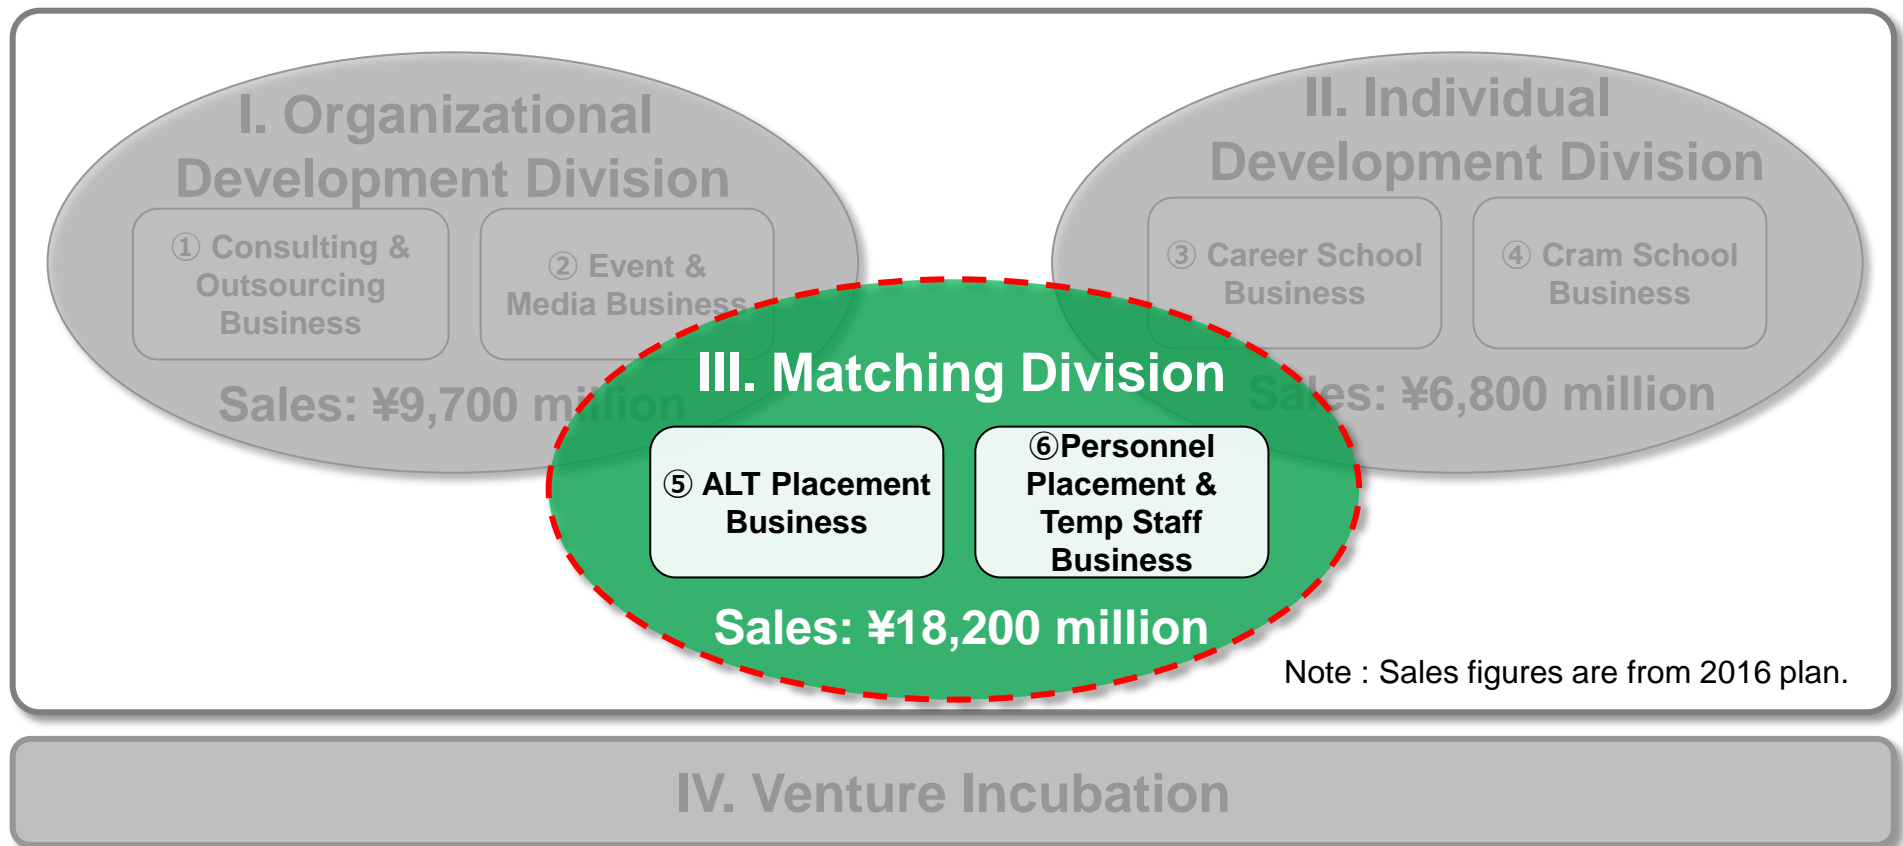 I. Organizational
Development Division
① Consulting &
Outsourcing
Business
② Event &
Media Business
Sales: ¥9,700 million
II. Individual
Development Division
③ Career School
Business
④ Cram School
Business
Sales: ¥6,800 million
III. Matching Division
⑤ ALT Placement
Business
⑥Personnel
Placement &
Temp Staff
Business
Sales: ¥18,200 million
Note : Sales figures are from 2016 plan.
IV. Venture Incubation